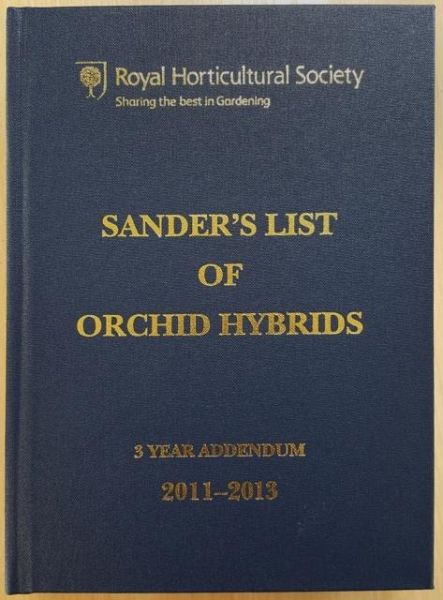 Royal Horticultural Society
Sharing the best in Gardening
SANDER'S LIST
OF
ORCHID HYBRIDS
3 YEAR ADDENDUM
2011–2013